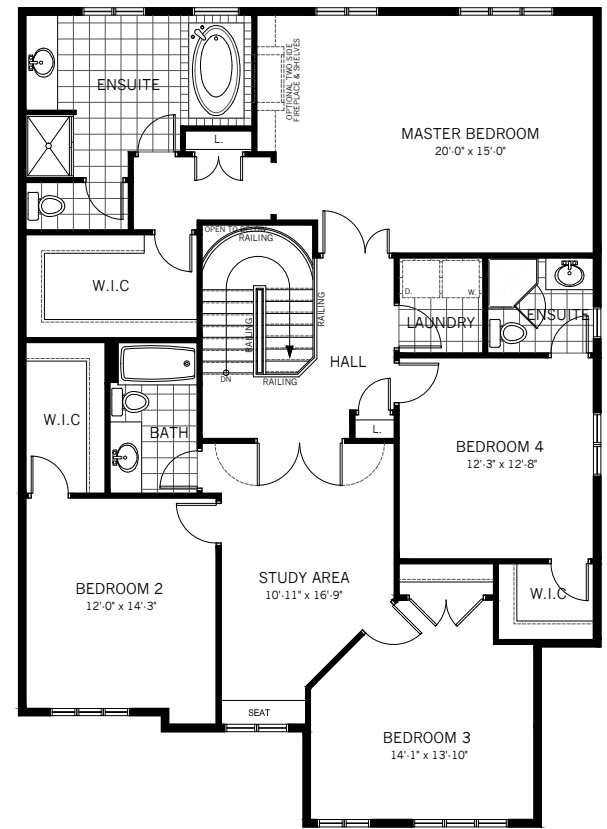 ENSUITE
OPTIONAL TWO SIDE
FIREPLACE & SHELVES
L.
MASTER BEDROOM
20'-0" x 15'-0"
OPEN TO BELOW
RAILING
W.I.C
D.
W.
LAUNDRY
ENSUITE
RAILING
RAILING
HALL
DN
RAILING
W.I.C
BATH
L.
BEDROOM 4
12'-3" x 12'-8"
STUDY AREA
10'-11" x 16'-9"
BEDROOM 2
12'-0" x 14'-3"
W.I.C
SEAT
BEDROOM 3
14'-1" x 13'-10"